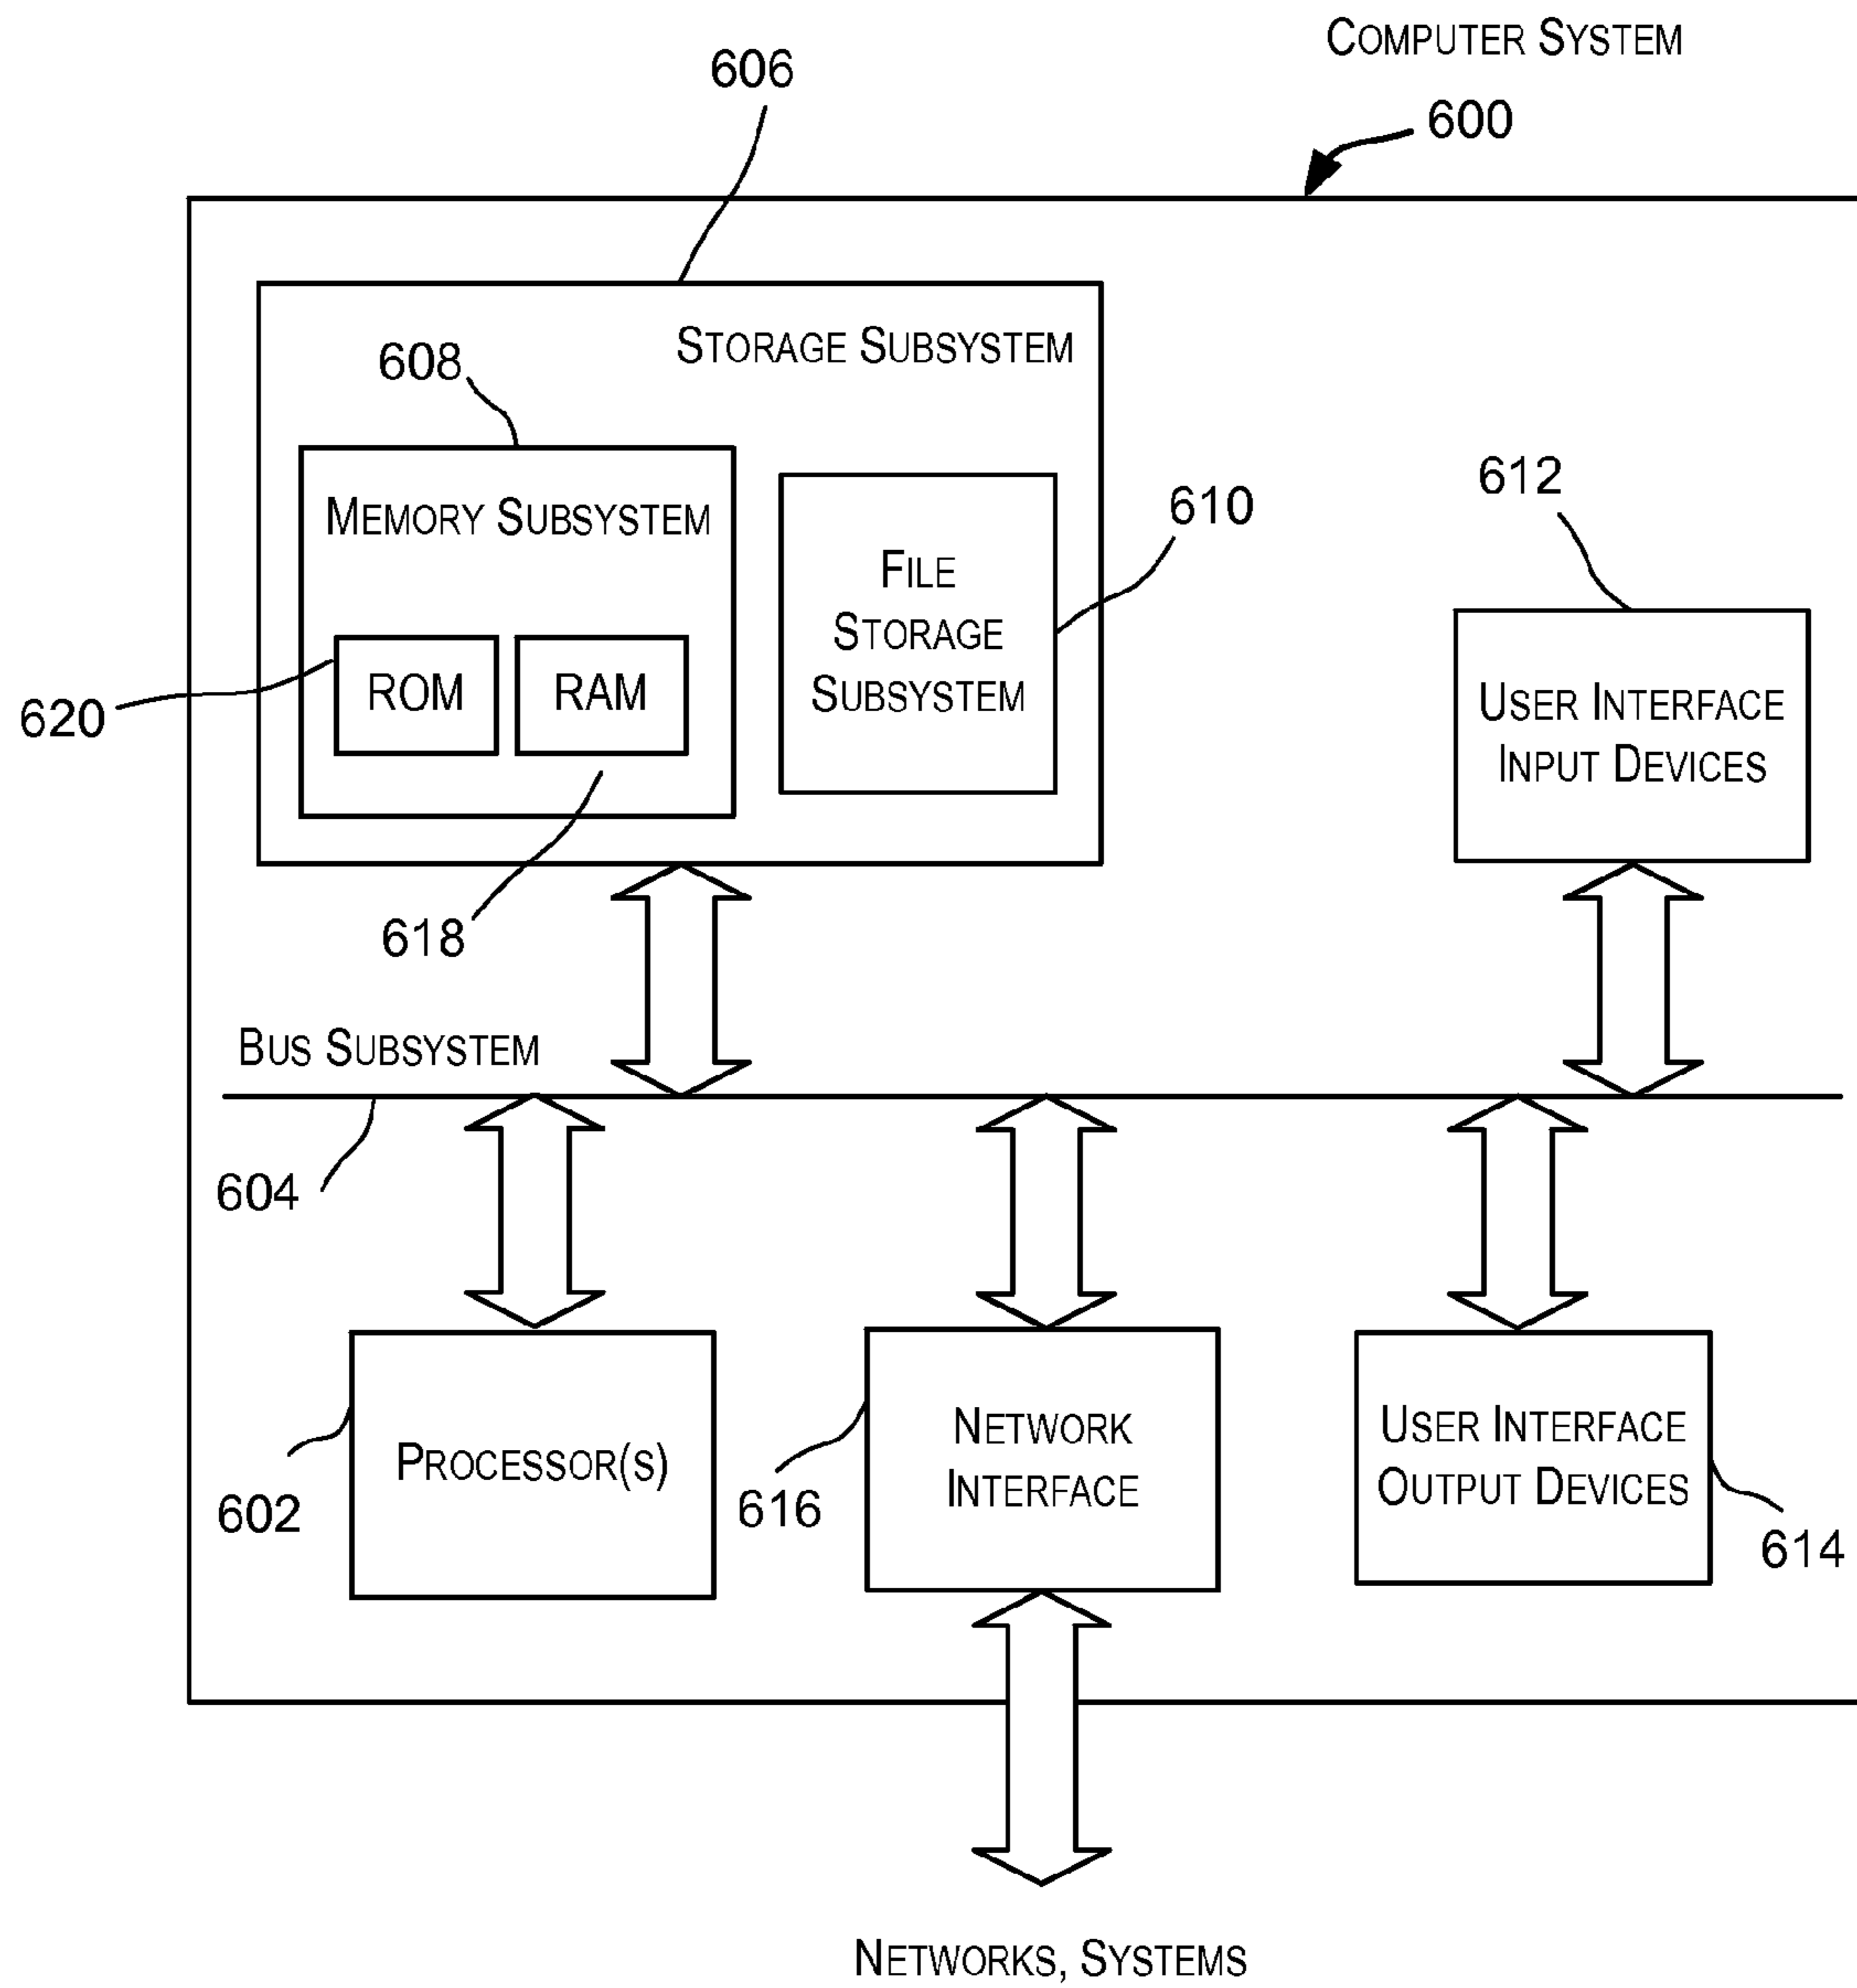 COMPUTER SYSTEM
606
600
STORAGE SUBSYSTEM
608
MEMORY SUBSYSTEM
610
612
FILE
STORAGE
SUBSYSTEM
ROM
RAM
620
USER INTERFACE
INPUT DEVICES
618
BUS SUBSYSTEM
604
PROCESSOR(S)
602
NETWORK
INTERFACE
616
USER INTERFACE
OUTPUT DEVICES
614
NETWORKS, SYSTEMS